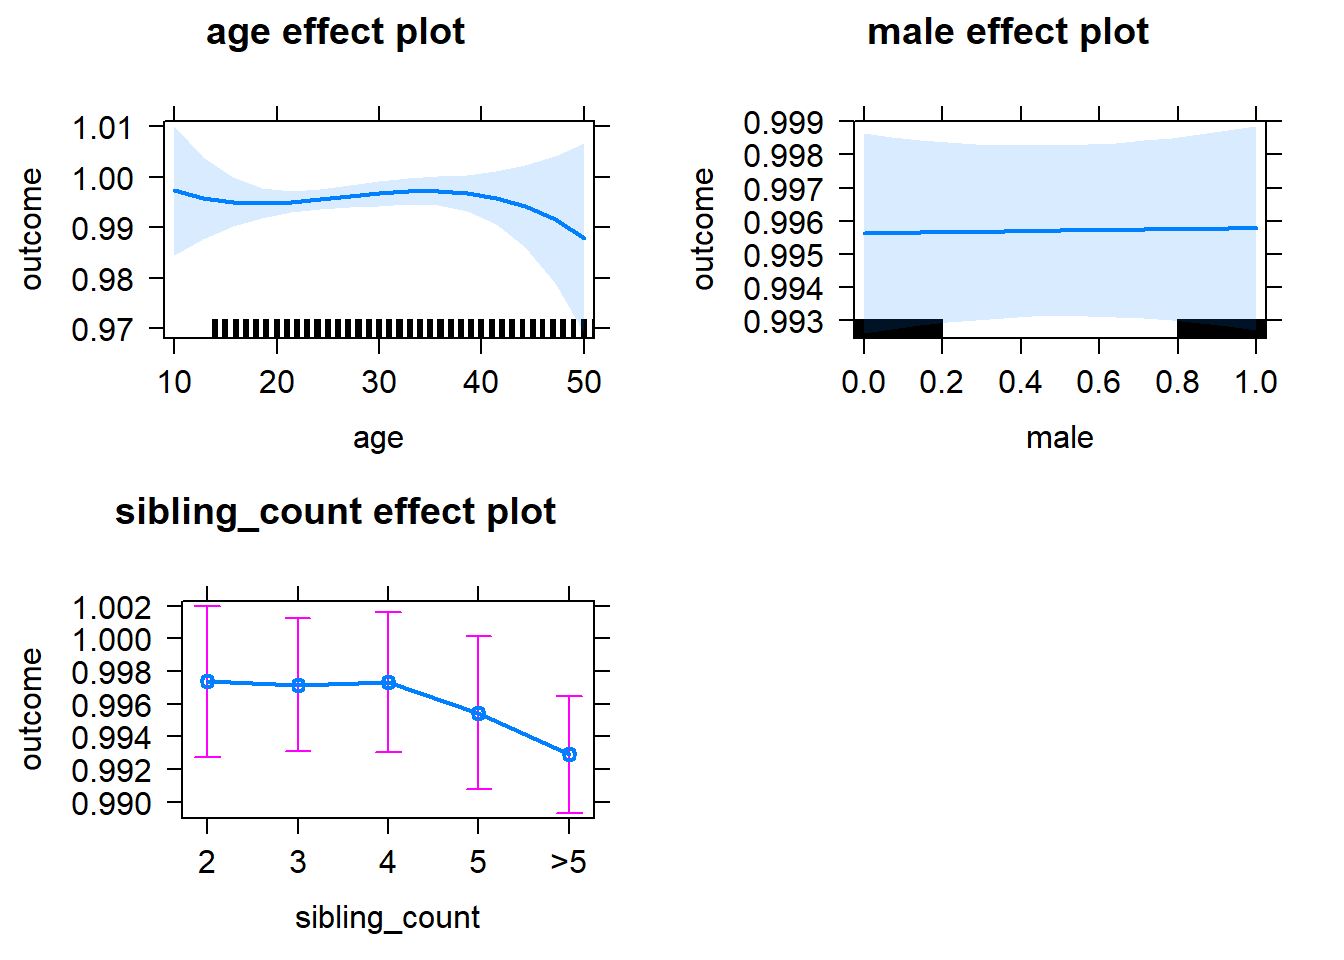 age effect plot
outcome
1.01
1.00
0.99
0.98
0.97
10 20 30 40 50
age
male effect plot
outcome
0.999
0.998
0.997
0.996
0.995
0.994
0.993
0.0 0.2 0.4 0.6 0.8 1.0
male
sibling_count effect plot
outcome
1.002
1.000
0.998
0.996
0.994
0.992
0.990
2 3 4 5 >5
sibling_count